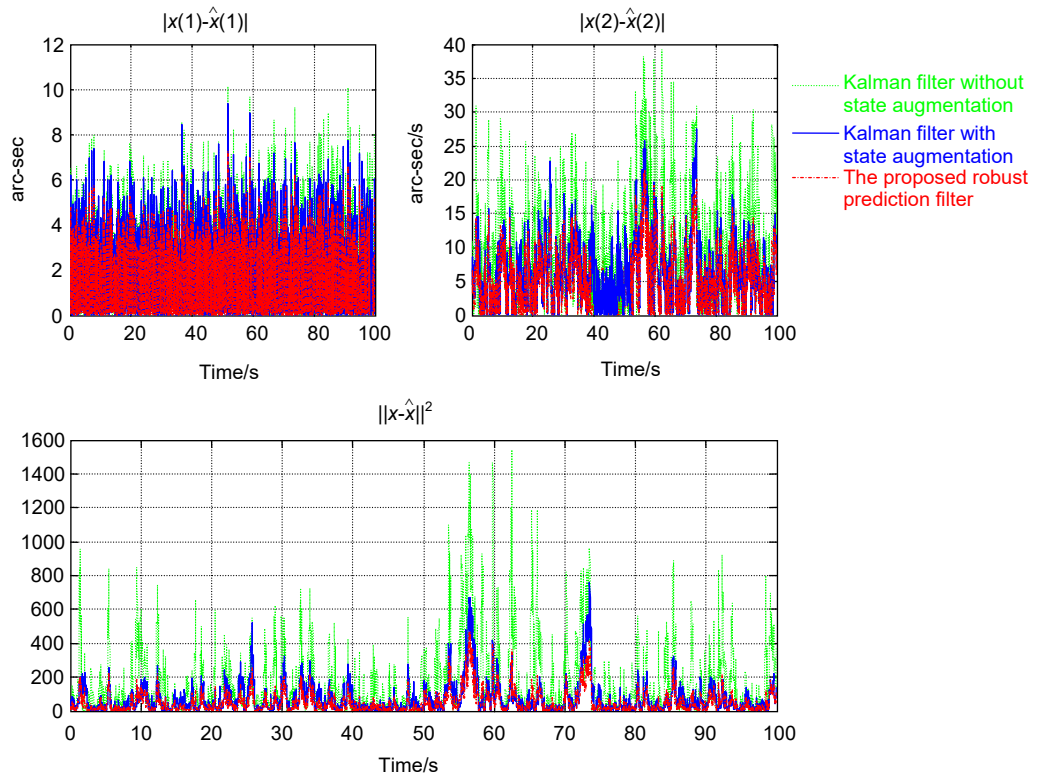 |x(1)-x̂(1)|
12
10
8
6
4
2
0
arc-sec
0 20 40 60 80 100
Time/s
|x(2)-x̂(2)|
40
35
30
25
20
15
10
5
0
arc-sec/s
0 20 40 60 80 100
Time/s
Kalman filter without
state augmentation
Kalman filter with
state augmentation
The proposed robust
prediction filter
||x-x̂||²
1600
1400
1200
1000
800
600
400
200
0
0 10 20 30 40 50 60 70 80 90 100
Time/s